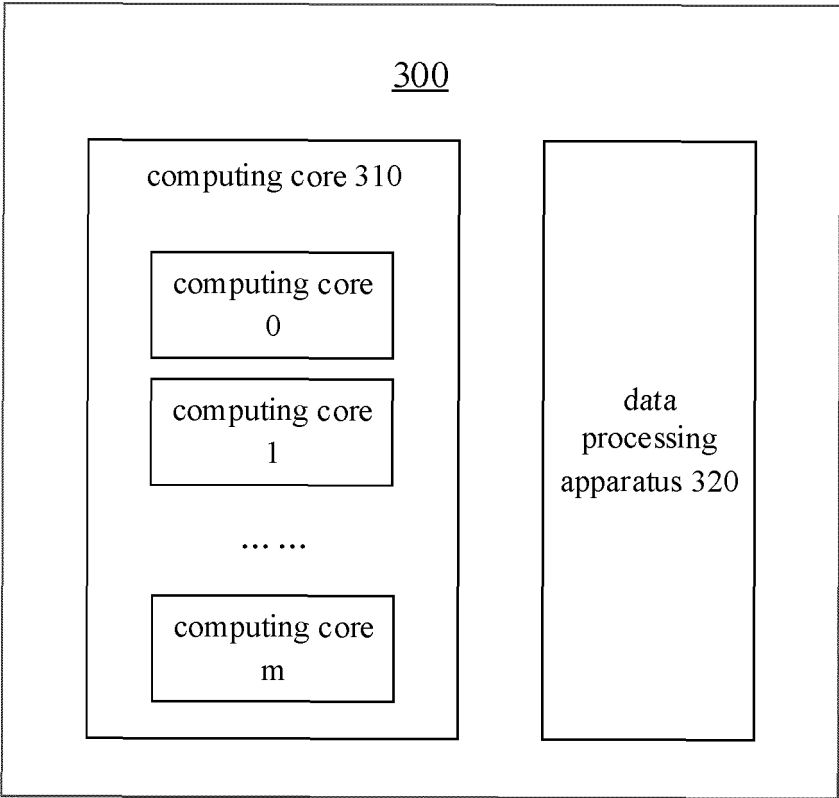 300
computing core 310
computing core
0
computing core
1
... ...
computing core
m
data
processing
apparatus 320